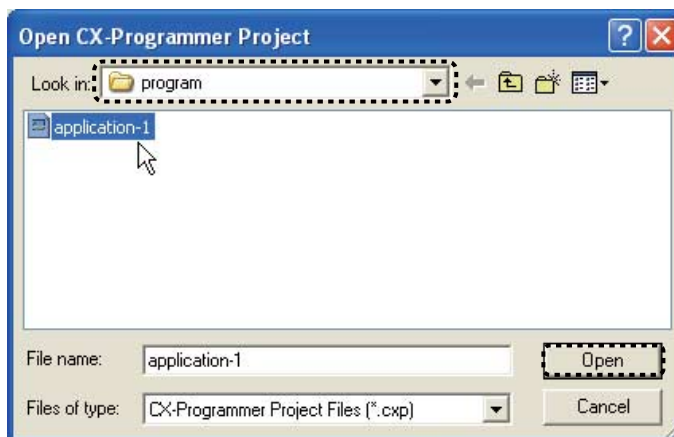 Open CX-Programmer Project
Look in: program
application-1
File name: application-1
Open
Files of type: CX-Programmer Project Files (*.cxp)
Cancel